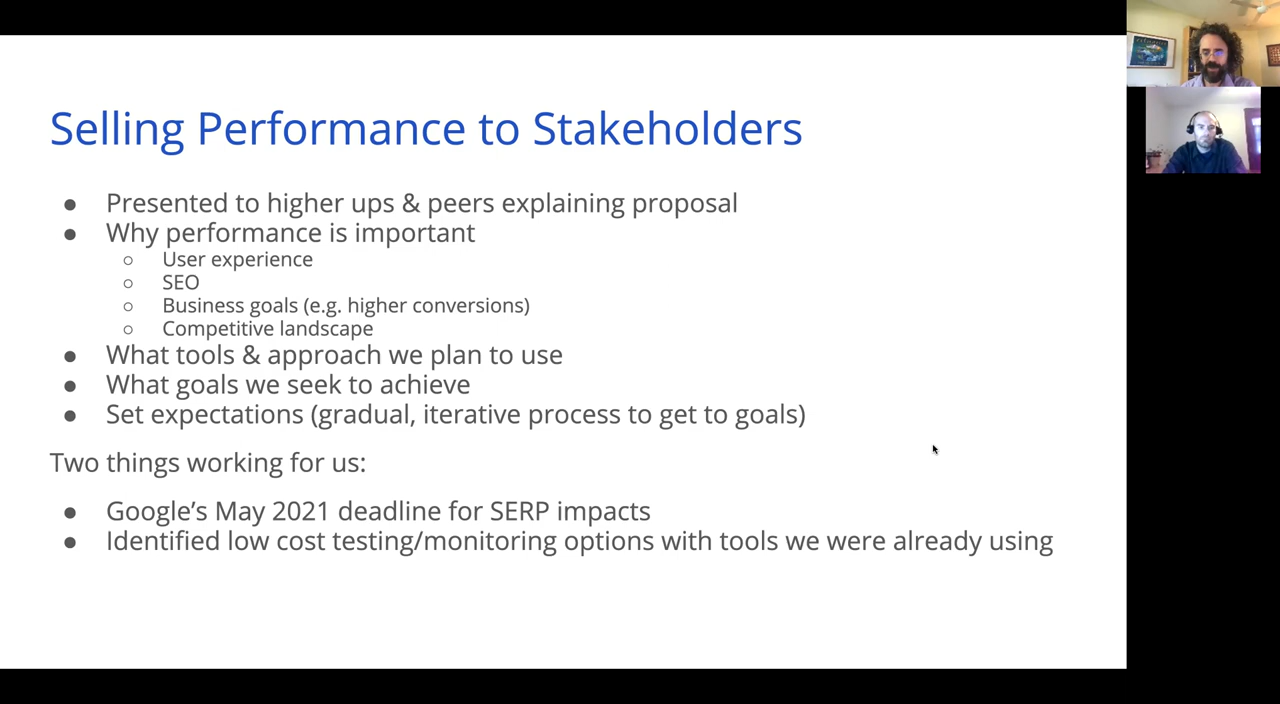 Selling Performance to Stakeholders
● Presented to higher ups & peers explaining proposal
● Why performance is important
○ User experience
○ SEO
○ Business goals (e.g. higher conversions)
○ Competitive landscape
● What tools & approach we plan to use
● What goals we seek to achieve
● Set expectations (gradual, iterative process to get to goals)
Two things working for us:
● Google’s May 2021 deadline for SERP impacts
● Identified low cost testing/monitoring options with tools we were already using